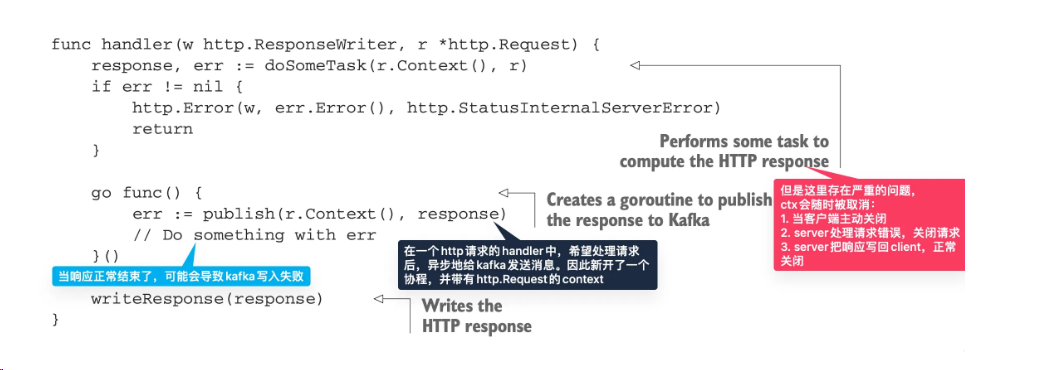 func handler(w http.ResponseWriter, r *http.Request) {
response, err := doSomeTask(r.Context(), r)
if err != nil {
http.Error(w, err.Error(), http.StatusInternalServerError)
return
}
Performs some task to
compute the HTTP response
但是这里存在严重的问题，
ctx会随时被取消：
1. 当客户端主动关闭
2. server处理请求错误，关闭请求
3. server把响应写回client，正常
关闭
go func() {
err := publish(r.Context(), response)
// Do something with err
}()
Creates a goroutine to publish
the response to Kafka
在一个http请求的handler中，希望处理请求
后，异步地给kafka发送消息。因此新开了一个
协程，并带有http.Request的context
当响应正常结束了，可能会导致kafka写入失败
writeResponse(response)
}
Writes the
HTTP response